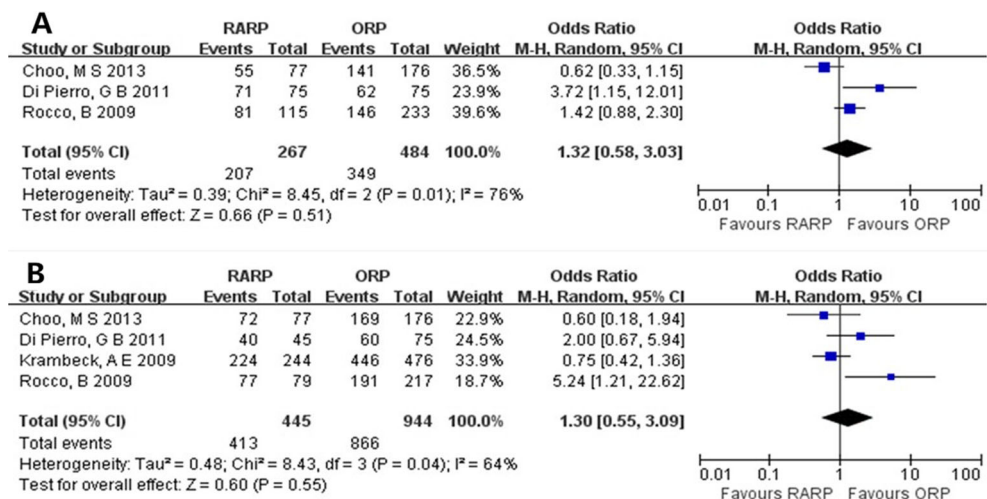 A
RARP ORP Odds Ratio Odds Ratio
Study or Subgroup Events Total Events Total Weight M-H, Random, 95% CI M-H, Random, 95% CI
Choo, M S 2013 55 77 141 176 36.5% 0.62 [0.33, 1.15]
Di Pierro, G B 2011 71 75 62 75 23.9% 3.72 [1.15, 12.01]
Rocco, B 2009 81 115 146 233 39.6% 1.42 [0.88, 2.30]
Total (95% CI) 267 484 100.0% 1.32 [0.58, 3.03]
Total events 207 349
Heterogeneity: Tau² = 0.39; Chi² = 8.45, df = 2 (P = 0.01); I² = 76%
Test for overall effect: Z = 0.66 (P = 0.51)
0.01 0.1 1 10 100
Favours RARP Favours ORP
B
RARP ORP Odds Ratio Odds Ratio
Study or Subgroup Events Total Events Total Weight M-H, Random, 95% CI M-H, Random, 95% CI
Choo, M S 2013 72 77 169 176 22.9% 0.60 [0.18, 1.94]
Di Pierro, G B 2011 40 45 60 75 24.5% 2.00 [0.67, 5.94]
Krambeck, A E 2009 224 244 446 476 33.9% 0.75 [0.42, 1.36]
Rocco, B 2009 77 79 191 217 18.7% 5.24 [1.21, 22.62]
Total (95% CI) 445 944 100.0% 1.30 [0.55, 3.09]
Total events 413 866
Heterogeneity: Tau² = 0.48; Chi² = 8.43, df = 3 (P = 0.04); I² = 64%
Test for overall effect: Z = 0.60 (P = 0.55)
0.01 0.1 1 10 100
Favours RARP Favours ORP